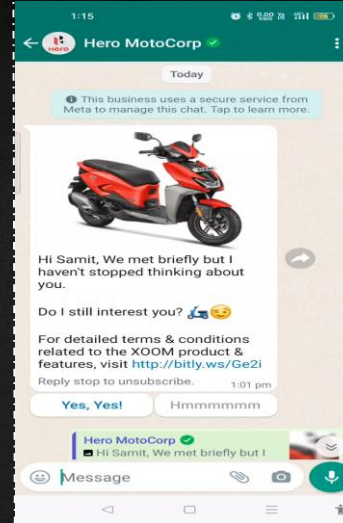 1:15
Hero MotoCorp
Today
This business uses a secure service from
Meta to manage this chat. Tap to learn more.
Hi Samit, We met briefly but I
haven't stopped thinking about
you.
Do I still interest you? 🛵😉
For detailed terms & conditions
related to the XOOM product &
features, visit http://bitly.ws/Ge2i
Reply stop to unsubscribe.
1:01 pm
Yes, Yes!
Hmmmmmm
Hero MotoCorp
Hi Samit, We met briefly but I
Message